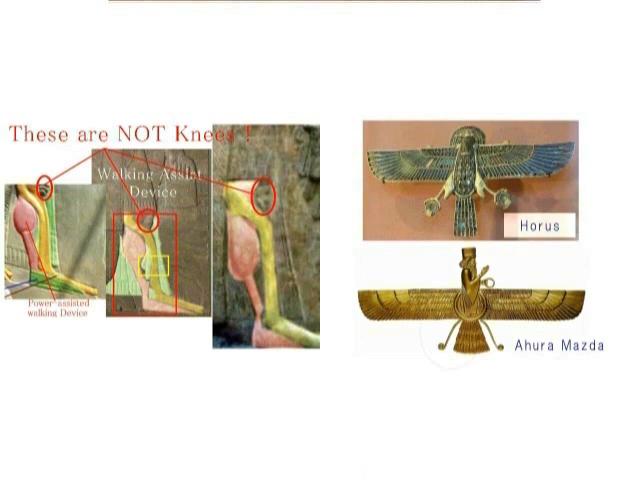 These are NOT Knees !
Walking Assist
Device
Power assisted
walking Device
Horus
Ahura Mazda